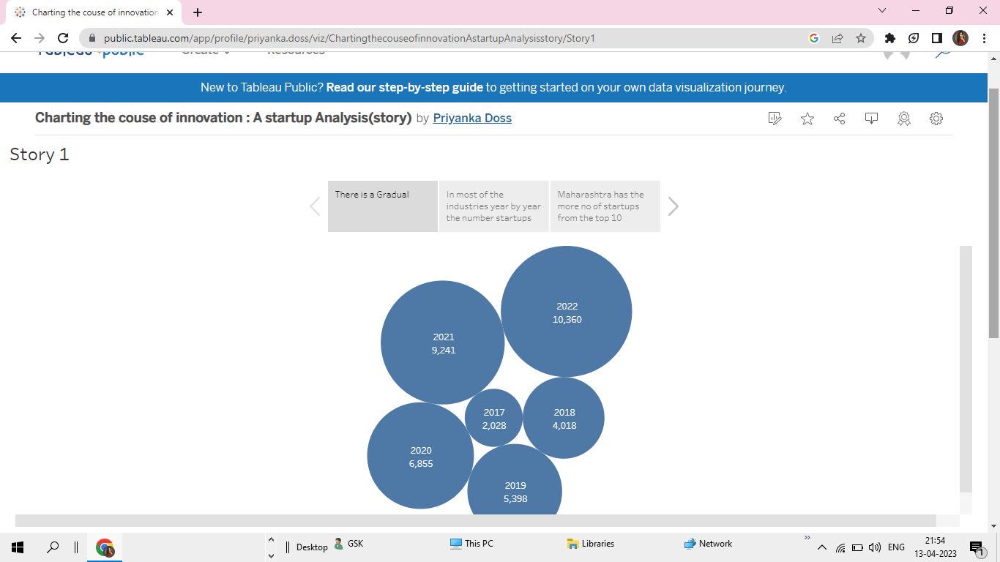 Charting the couse of innovation
public.tableau.com/app/profile/priyanka.doss/viz/ChartingthecouseofinnovationAstartupAnalysisstory/Story1
New to Tableau Public? Read our step-by-step guide to getting started on your own data visualization journey.
Charting the couse of innovation : A startup Analysis(story) by Priyanka Doss
Story 1
There is a Gradual
In most of the
industries year by year
the number startups
Maharashtra has the
more no of startups
from the top 10
2022
10,360
2021
9,241
2017
2,028
2018
4,018
2020
6,855
2019
5,398
Desktop
GSK
This PC
Libraries
Network
ENG
21:54
13-04-2023
1